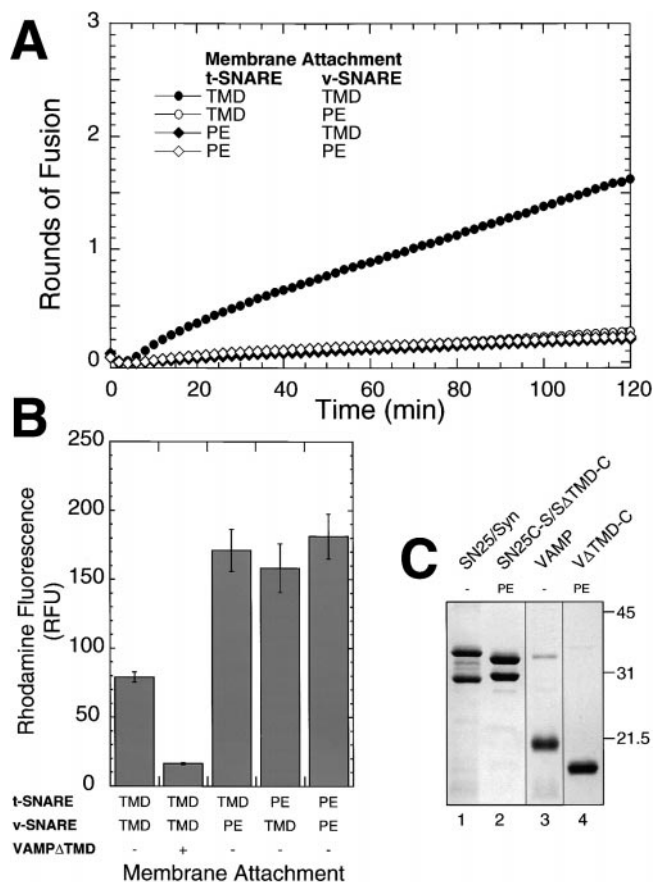 A
3
2
1
0
Rounds of Fusion
Membrane Attachment
t-SNARE v-SNARE
TMD TMD
TMD PE
PE TMD
PE PE
0 20 40 60 80 100 120
Time (min)
B
250
200
150
100
50
0
Rhodamine Fluorescence
(RFU)
t-SNARE TMD TMD TMD PE PE
v-SNARE TMD TMD PE TMD PE
VAMPΔTMD - + - - -
Membrane Attachment
C
SN25/Syn
SN25C-S/SΔTMD-C
VAMP
VΔTMD-C
- PE - PE
45
31
21.5
1 2 3 4